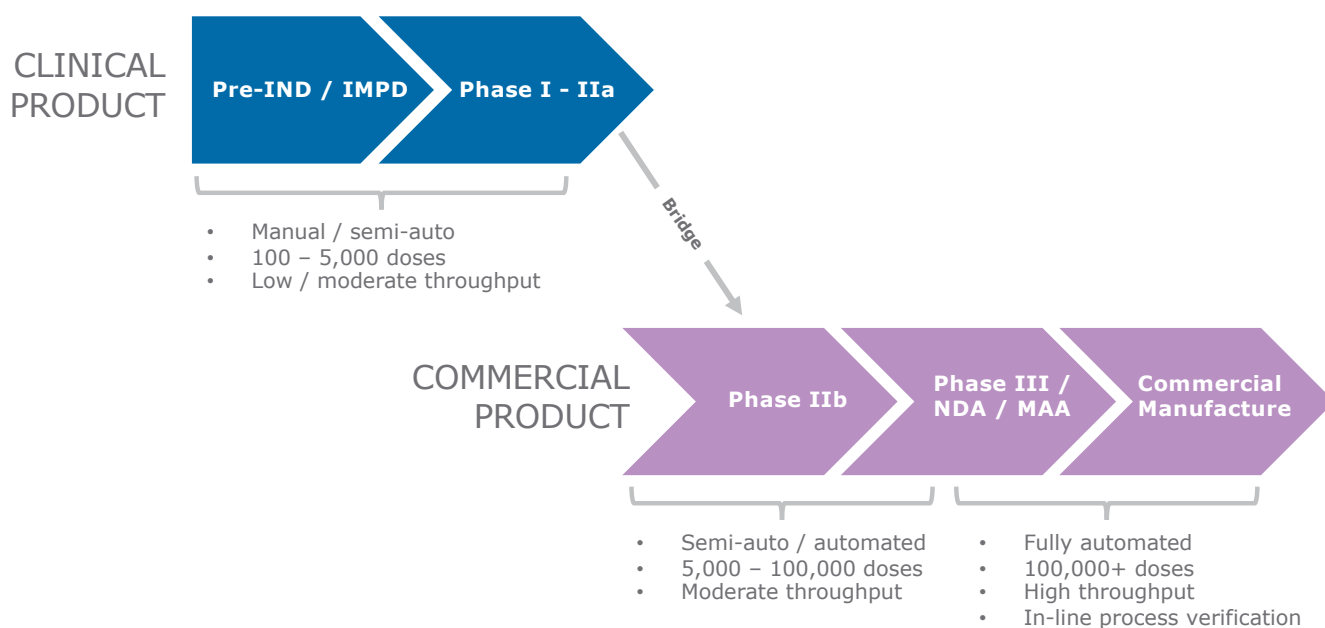 CLINICAL
PRODUCT
Pre-IND / IMPD
Phase I - IIa
• Manual / semi-auto
• 100 – 5,000 doses
• Low / moderate throughput
Bridge
COMMERCIAL
PRODUCT
Phase IIb
Phase III /
NDA / MAA
Commercial
Manufacture
• Semi-auto / automated
• 5,000 – 100,000 doses
• Moderate throughput
• Fully automated
• 100,000+ doses
• High throughput
• In-line process verification